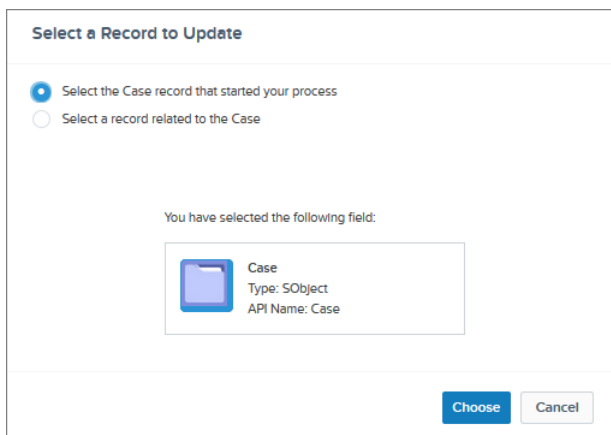 Select a Record to Update
Select the Case record that started your process
Select a record related to the Case
You have selected the following field:
Case
Type: SObject
API Name: Case
Choose
Cancel